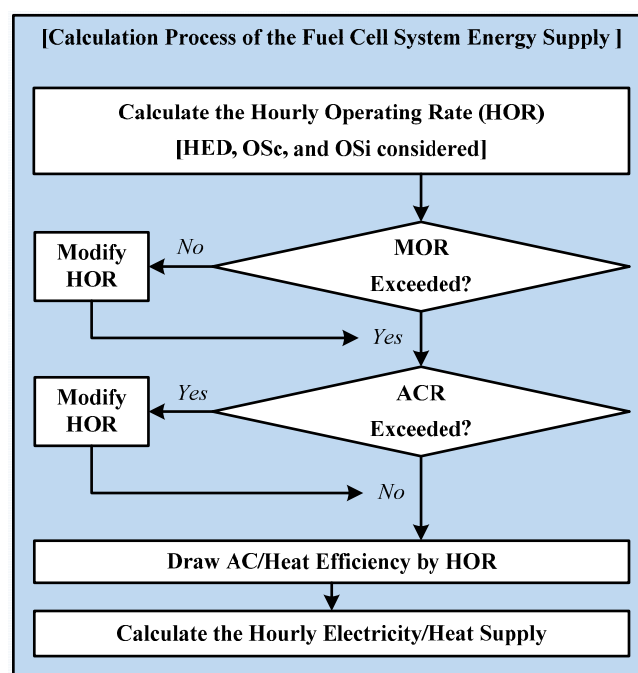 [Calculation Process of the Fuel Cell System Energy Supply ]
Calculate the Hourly Operating Rate (HOR)
[HED, OSc, and OSi considered]
No
Modify
HOR
MOR
Exceeded?
Yes
Yes
Modify
HOR
ACR
Exceeded?
No
Draw AC/Heat Efficiency by HOR
Calculate the Hourly Electricity/Heat Supply